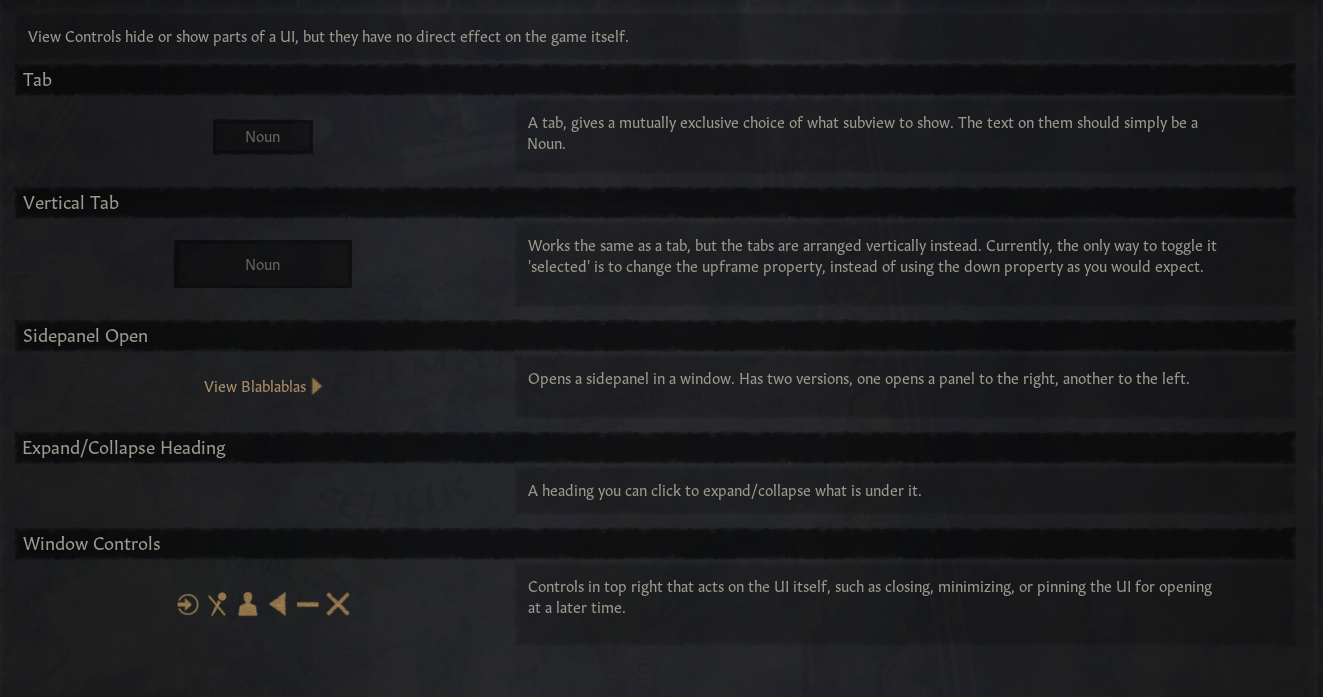 View Controls hide or show parts of a UI, but they have no direct effect on the game itself.
Tab
Noun
A tab, gives a mutually exclusive choice of what subview to show. The text on them should simply be a
Noun.
Vertical Tab
Noun
Works the same as a tab, but the tabs are arranged vertically instead. Currently, the only way to toggle it
'selected' is to change the upframe property, instead of using the down property as you would expect.
Sidepanel Open
View Blablablas
Opens a sidepanel in a window. Has two versions, one opens a panel to the right, another to the left.
Expand/Collapse Heading
A heading you can click to expand/collapse what is under it.
Window Controls
Controls in top right that acts on the UI itself, such as closing, minimizing, or pinning the UI for opening
at a later time.